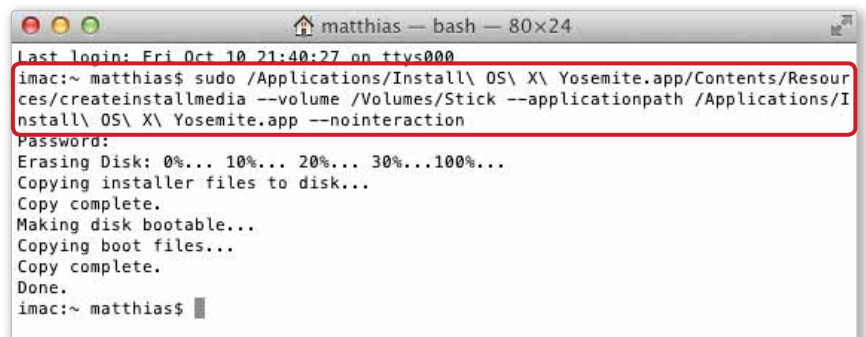 matthias — bash — 80×24
Last login: Fri Oct 10 21:40:27 on ttys000
imac:~ matthias$ sudo /Applications/Install\ OS\ X\ Yosemite.app/Contents/Resour
ces/createinstallmedia --volume /Volumes/Stick --applicationpath /Applications/I
nstall\ OS\ X\ Yosemite.app --nointeraction
Password:
Erasing Disk: 0%... 10%... 20%... 30%...100%...
Copying installer files to disk...
Copy complete.
Making disk bootable...
Copying boot files...
Copy complete.
Done.
imac:~ matthias$